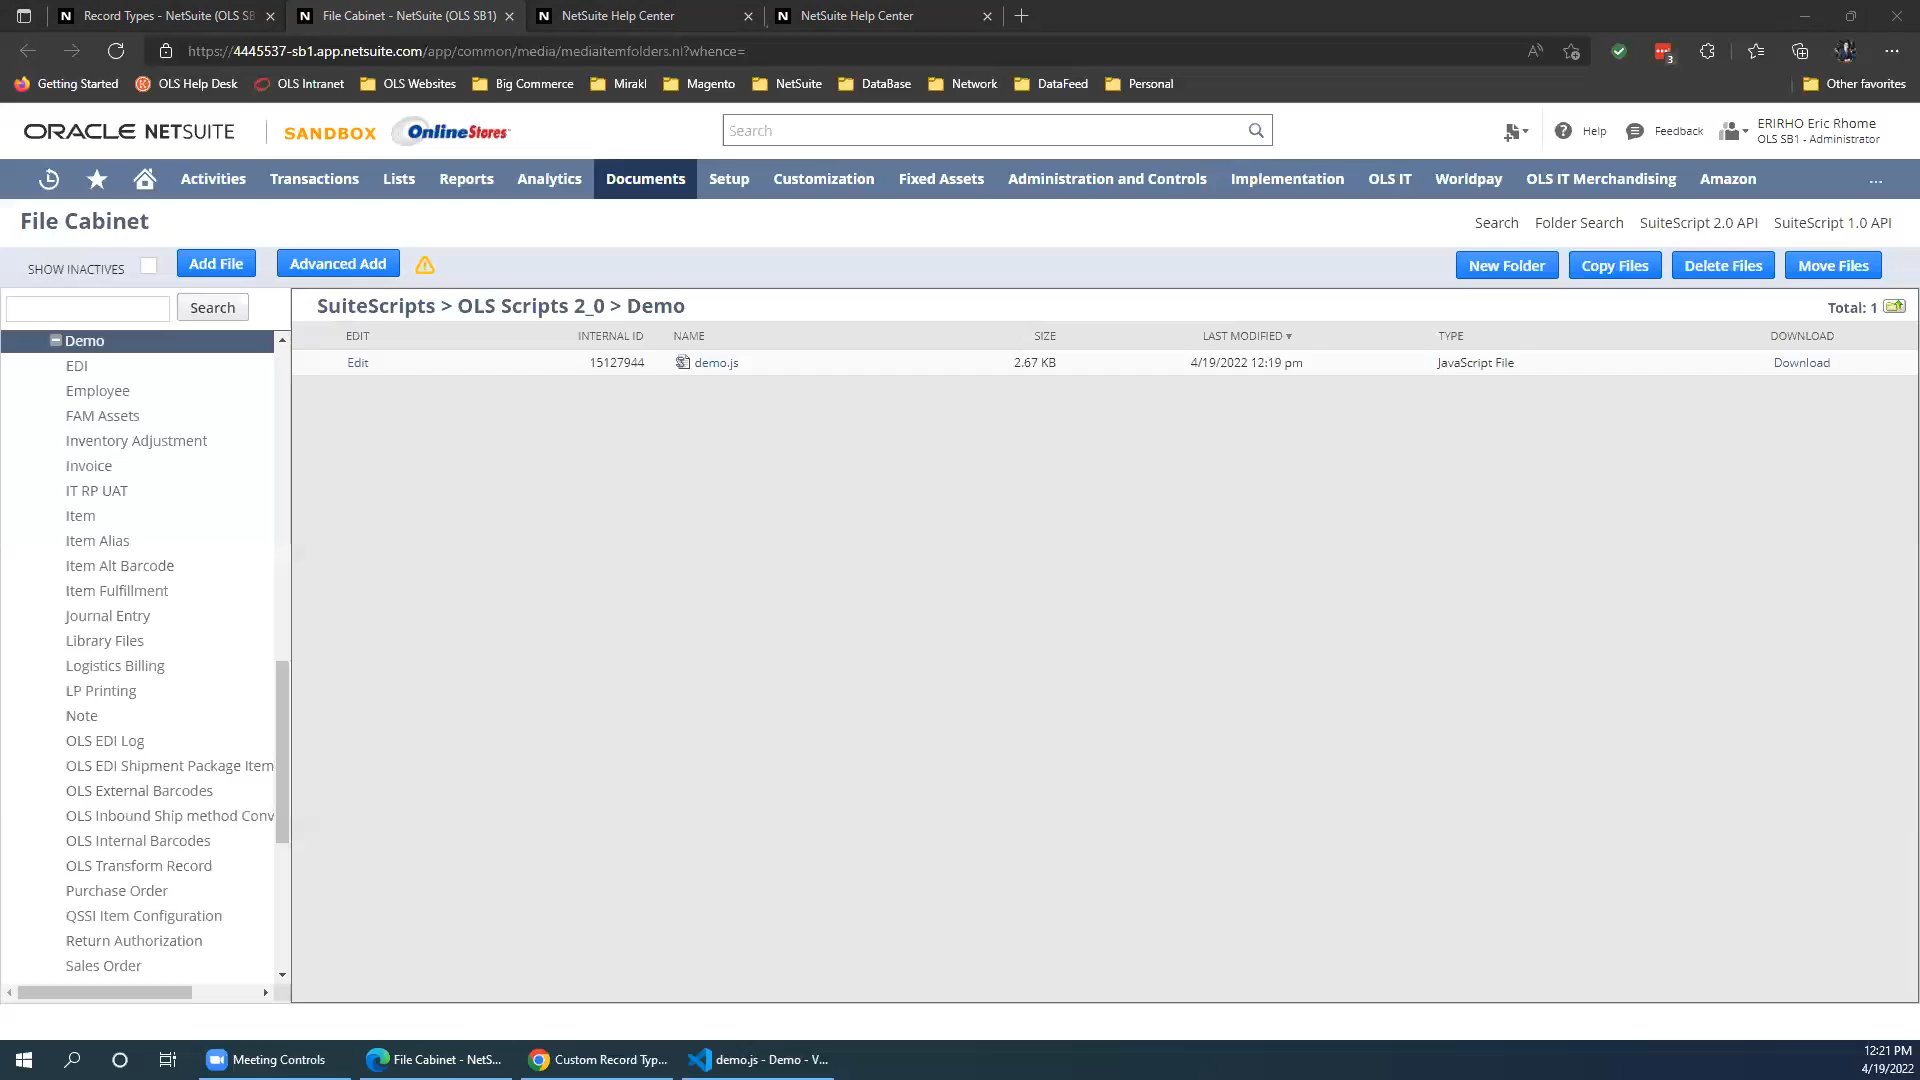 Record Types - NetSuite (OLS SB
File Cabinet - NetSuite (OLS SB1)
NetSuite Help Center
NetSuite Help Center
https://4445537-sb1.app.netsuite.com/app/common/media/mediaitemfolders.nl?whence=
3
Getting Started
OLS Help Desk
OLS Intranet
OLS Websites
Big Commerce
Mirakl
Magento
NetSuite
DataBase
Network
DataFeed
Personal
Other favorites
ORACLE NETSUITE
SANDBOX
OnlineStores
Search
Help
Feedback
ERIRHO Eric Rhome
OLS SB1 - Administrator
Activities
Transactions
Lists
Reports
Analytics
Documents
Setup
Customization
Fixed Assets
Administration and Controls
Implementation
OLS IT
Worldpay
OLS IT Merchandising
Amazon
...
File Cabinet
Search
Folder Search
SuiteScript 2.0 API
SuiteScript 1.0 API
SHOW INACTIVES
Add File
Advanced Add
New Folder
Copy Files
Delete Files
Move Files
Search
SuiteScripts > OLS Scripts 2_0 > Demo
Total: 1
EDIT
INTERNAL ID
NAME
SIZE
LAST MODIFIED
TYPE
DOWNLOAD
Edit
15127944
demo.js
2.67 KB
4/19/2022 12:19 pm
JavaScript File
Download
Demo
EDI
Employee
FAM Assets
Inventory Adjustment
Invoice
IT RP UAT
Item
Item Alias
Item Alt Barcode
Item Fulfillment
Journal Entry
Library Files
Logistics Billing
LP Printing
Note
OLS EDI Log
OLS EDI Shipment Package Item
OLS External Barcodes
OLS Inbound Ship method Conv
OLS Internal Barcodes
OLS Transform Record
Purchase Order
QSSI Item Configuration
Return Authorization
Sales Order
Meeting Controls
File Cabinet - NetS...
Custom Record Typ...
demo.js - Demo - V...
12:21 PM
4/19/2022